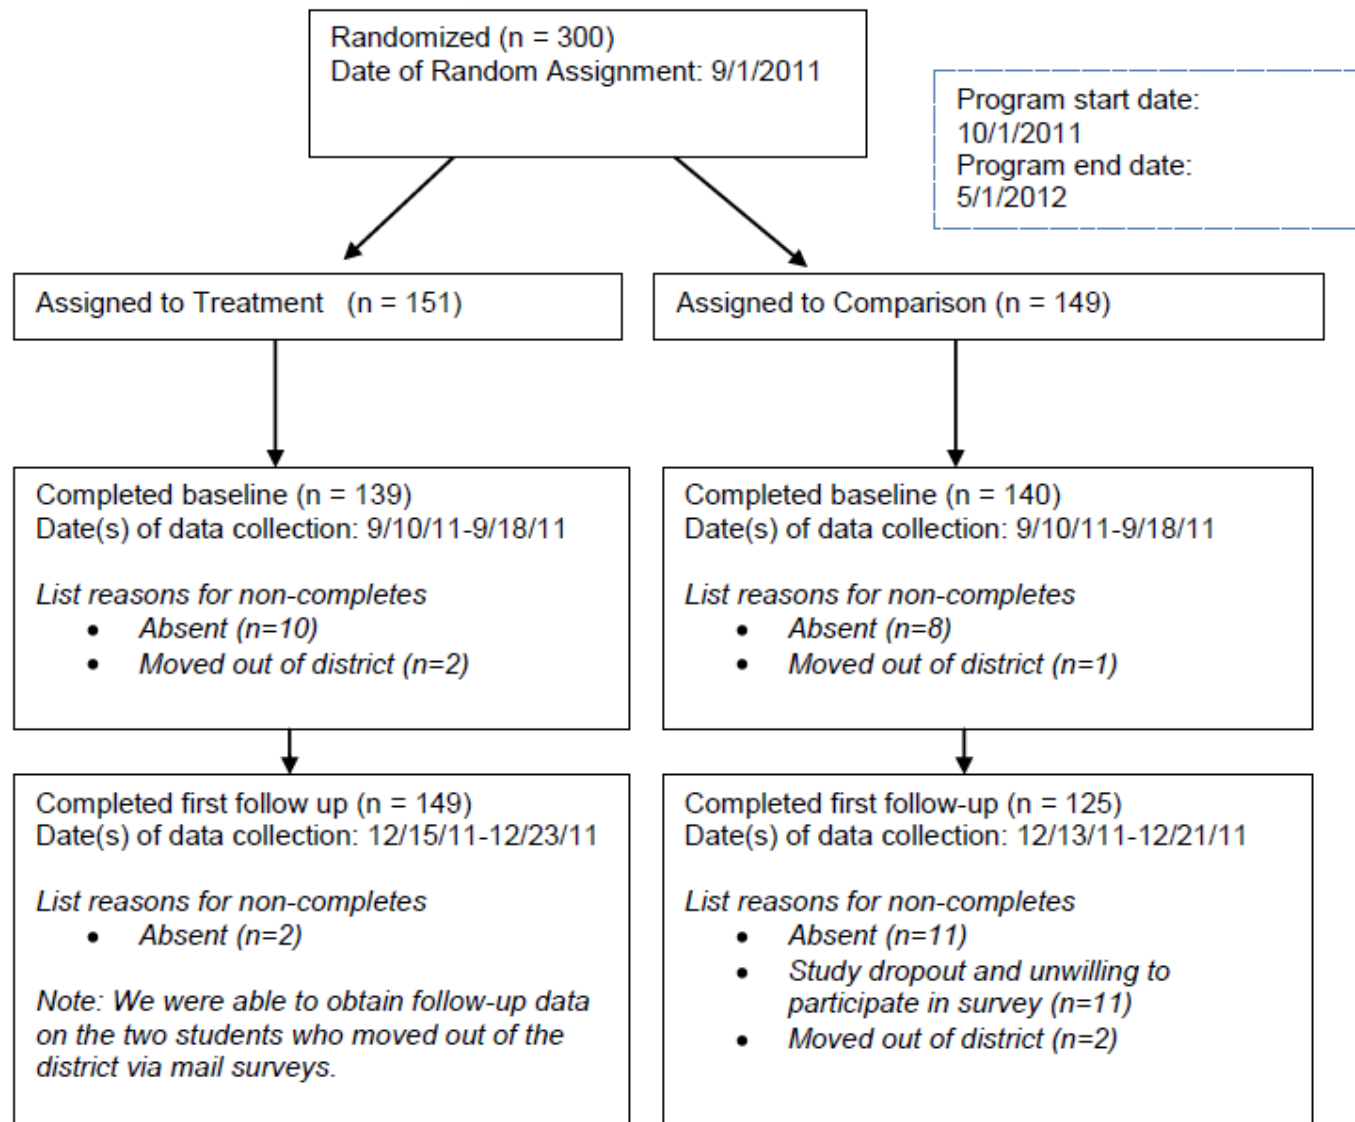 Randomized (n = 300)
Date of Random Assignment: 9/1/2011
Program start date:
10/1/2011
Program end date:
5/1/2012
Assigned to Treatment (n = 151)
Assigned to Comparison (n = 149)
Completed baseline (n = 139)
Date(s) of data collection: 9/10/11-9/18/11
List reasons for non-completes
• Absent (n=10)
• Moved out of district (n=2)
Completed baseline (n = 140)
Date(s) of data collection: 9/10/11-9/18/11
List reasons for non-completes
• Absent (n=8)
• Moved out of district (n=1)
Completed first follow up (n = 149)
Date(s) of data collection: 12/15/11-12/23/11
List reasons for non-completes
• Absent (n=2)
Note: We were able to obtain follow-up data
on the two students who moved out of the
district via mail surveys.
Completed first follow-up (n = 125)
Date(s) of data collection: 12/13/11-12/21/11
List reasons for non-completes
• Absent (n=11)
• Study dropout and unwilling to
participate in survey (n=11)
• Moved out of district (n=2)